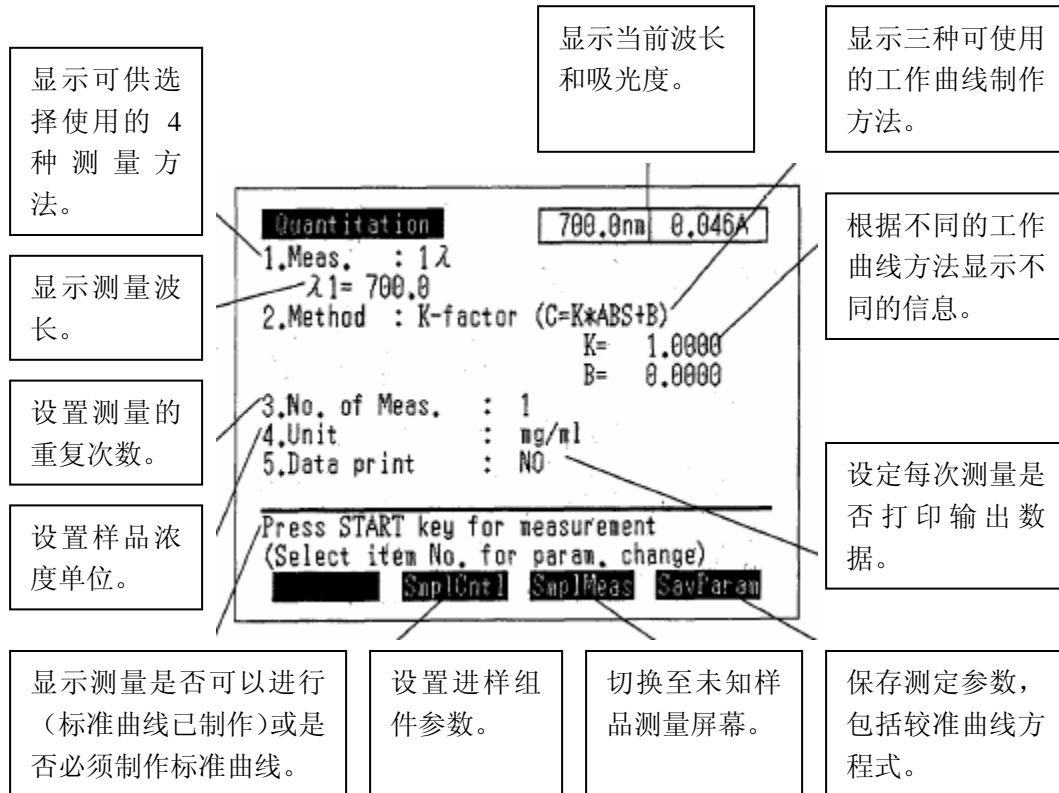 显示当前波长
和吸光度。
显示三种可使用
的工作曲线制作
方法。
显示可供选
择使用的 4
种测量方
法。
根据不同的工作
曲线方法显示不
同的信息。
显示测量波
长。
设置测量的
重复次数。
设置样品浓
度单位。
设定每次测量是
否打印输出数
据。
Quantitation 700.0nm 0.046A
1.Meas. : 1λ
λ1= 700.0
2.Method : K-factor (C=K*ABS+B)
K= 1.0000
B= 0.0000
3.No. of Meas. : 1
4.Unit : mg/ml
5.Data print : NO
Press START key for measurement
(Select item No. for param. change)
SmplCntl SmplMeas SavParam
显示测量是否可以进行
（标准曲线已制作）或是
否必须制作标准曲线。
设置进样组
件参数。
切换至未知样
品测量屏幕。
保存测定参数，
包括较准曲线方
程式。